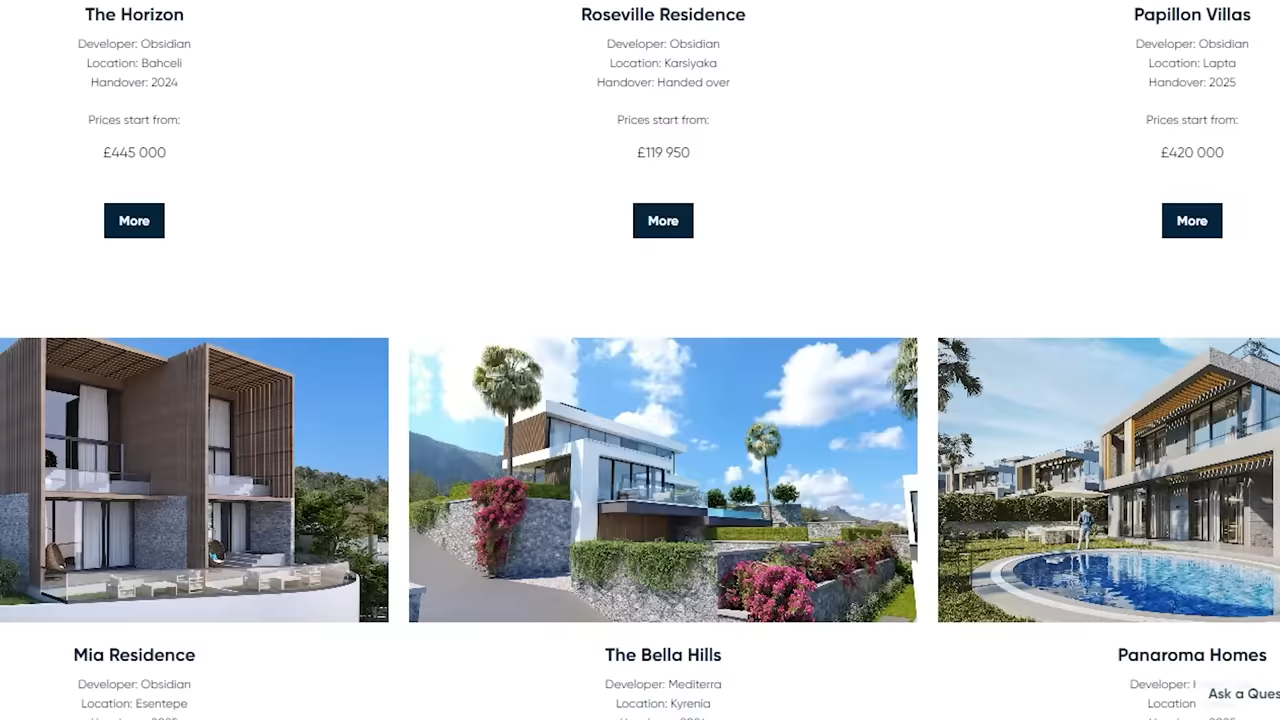 The Horizon
Developer: Obsidian
Location: Bahceli
Handover: 2024
Prices start from:
£445 000
More
Roseville Residence
Developer: Obsidian
Location: Karsiyaka
Handover: Handed over
Prices start from:
£119 950
More
Papillon Villas
Developer: Obsidian
Location: Lapta
Handover: 2025
Prices start from:
£420 000
More
Mia Residence
Developer: Obsidian
Location: Esentepe
The Bella Hills
Developer: Mediterra
Location: Kyrenia
Panaroma Homes
Developer:
Location
Ask a Ques